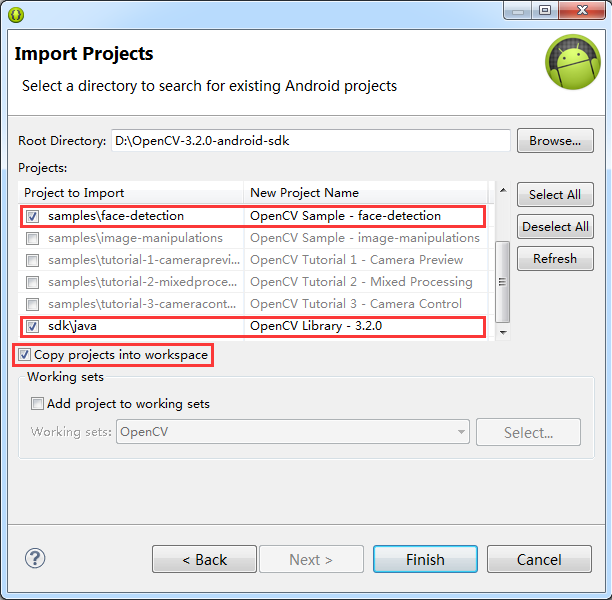 Import Projects
Select a directory to search for existing Android projects
Root Directory: D:\OpenCV-3.2.0-android-sdk Browse...
Projects:
Project to Import New Project Name Select All
samples\face-detection OpenCV Sample - face-detection
samples\image-manipulations OpenCV Sample - image-manipulations Deselect All
samples\tutorial-1-cameraprevi... OpenCV Tutorial 1 - Camera Preview Refresh
samples\tutorial-2-mixedproce... OpenCV Tutorial 2 - Mixed Processing
samples\tutorial-3-cameracont... OpenCV Tutorial 3 - Camera Control
sdk\java OpenCV Library - 3.2.0
Copy projects into workspace
Working sets
Add project to working sets
Working sets: OpenCV Select...
? < Back Next > Finish Cancel